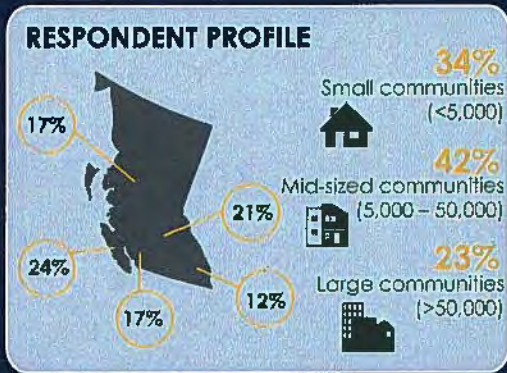 RESPONDENT PROFILE
17%
21%
24%
17%
12%
34%
Small communities
(<5,000)
42%
Mid-sized communities
(5,000 – 50,000)
23%
Large communities
(>50,000)